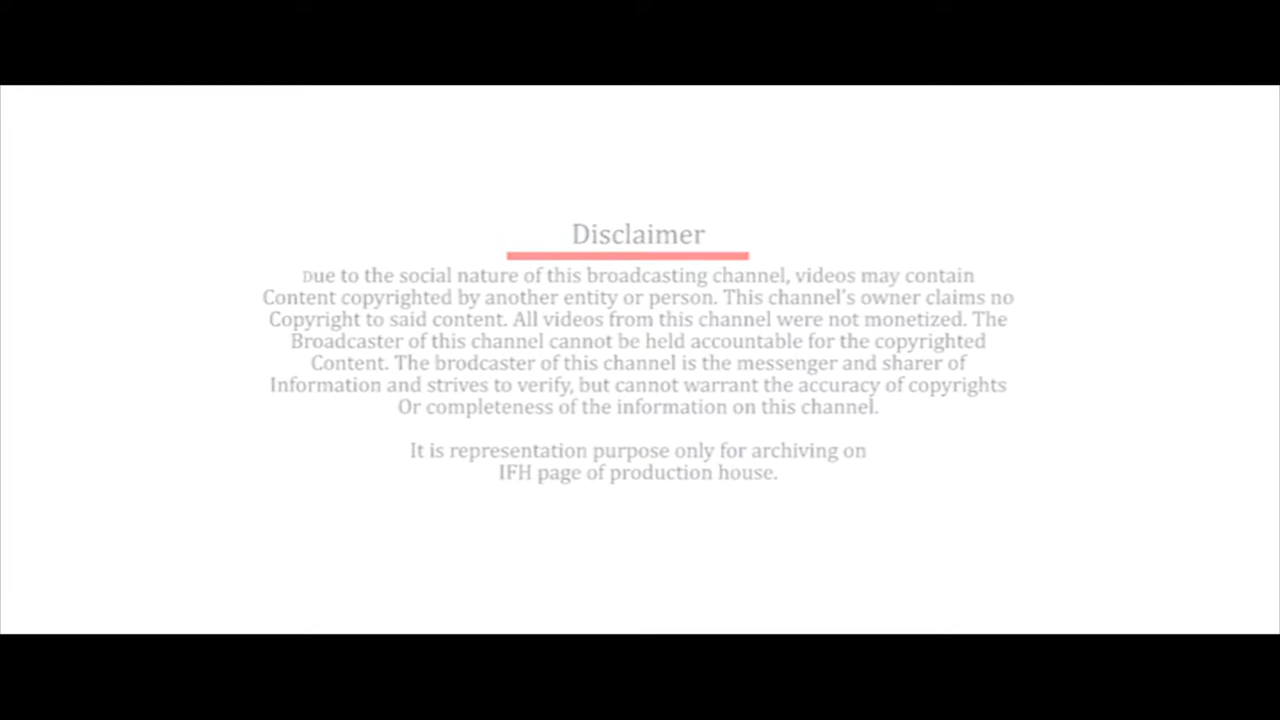 Disclaimer
Due to the social nature of this broadcasting channel, videos may contain
Content copyrighted by another entity or person. This channel's owner claims no
Copyright to said content. All videos from this channel were not monetized. The
Broadcaster of this channel cannot be held accountable for the copyrighted
Content. The brodcaster of this channel is the messenger and sharer of
Information and strives to verify, but cannot warrant the accuracy of copyrights
Or completeness of the information on this channel.
It is representation purpose only for archiving on
IFH page of production house.